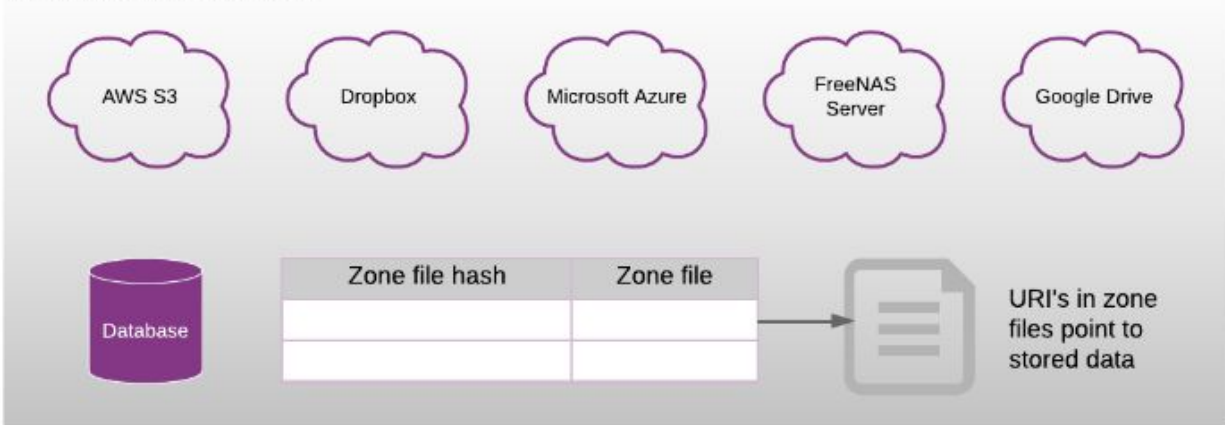 AWS S3
Dropbox
Microsoft Azure
FreeNAS
Server
Google Drive
Database
Zone file hash
Zone file
URI's in zone
files point to
stored data